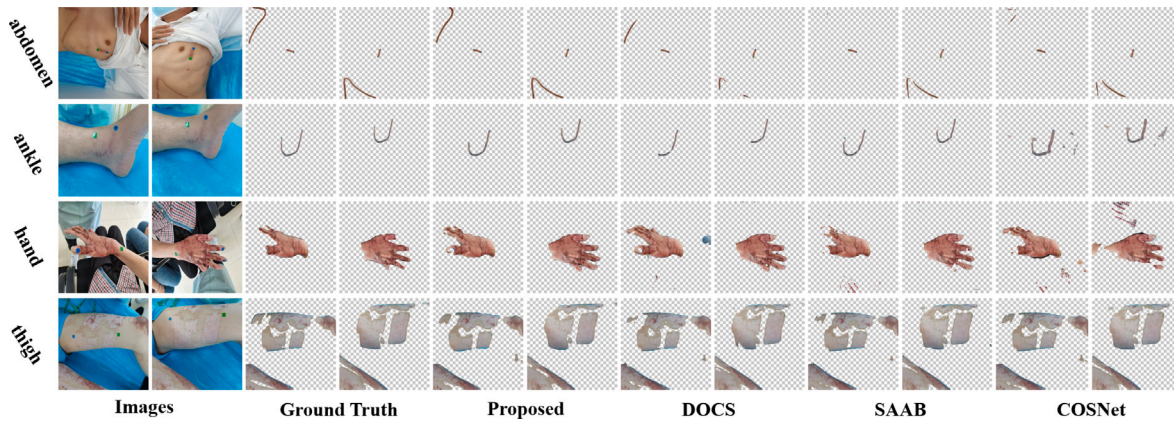 abdomen
ankle
hand
thigh
Images
Ground Truth
Proposed
DOCS
SAAB
COSNet